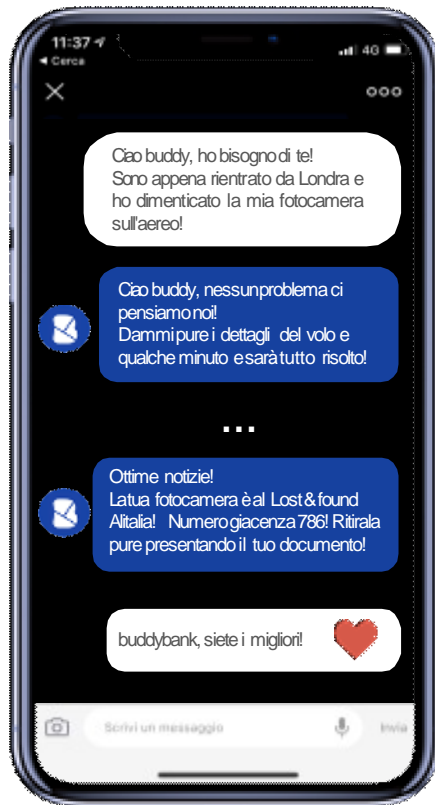 11:37
Cerca
4G
Ciao buddy, ho bisogno di te!
Sono appena rientrato da Londra e
ho dimenticato la mia fotocamera
sull'aereo!
Ciao buddy, nessun problema ci
pensiamo noi!
Dammi pure i dettagli del volo e
qualche minuto e sarà tutto risolto!
...
Ottime notizie!
La tua fotocamera è al Lost & found
Alitalia! Numero giacenza 786! Ritirala
pure presentando il tuo documento!
buddybank, siete i migliori!
Scrivi un messaggio
Invia